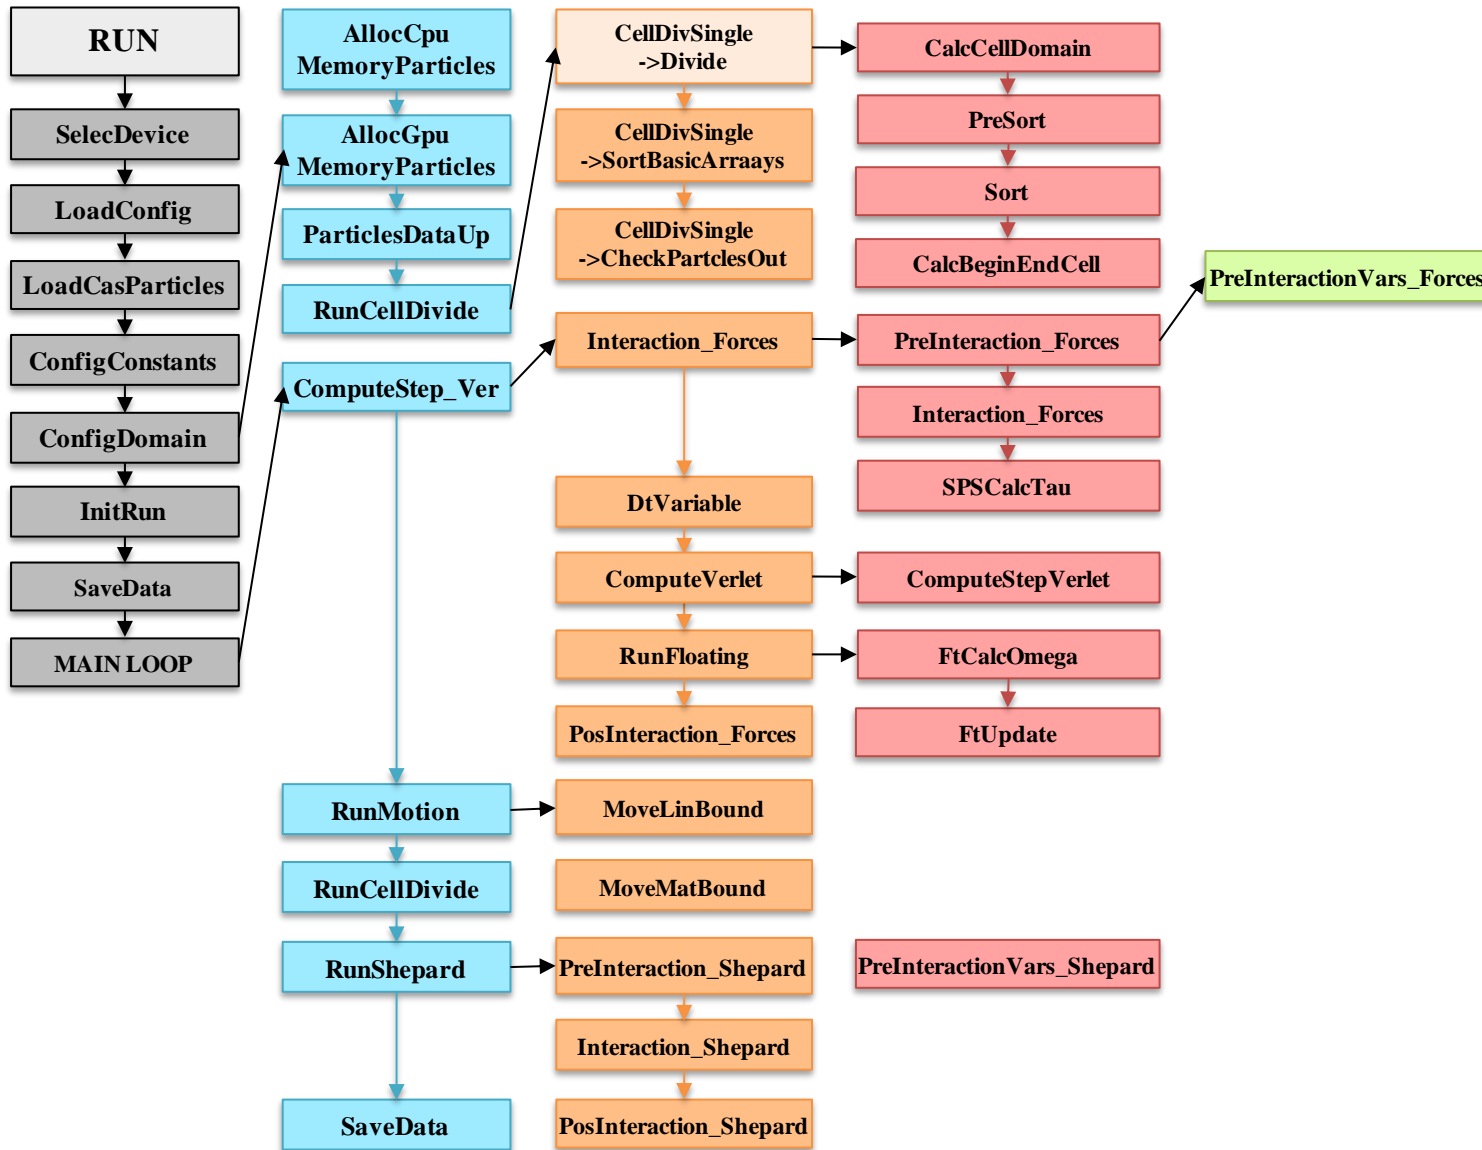 RUN
SelecDevice
LoadConfig
LoadCasParticles
ConfigConstants
ConfigDomain
InitRun
SaveData
MAIN LOOP
AllocCpu
MemoryParticles
AllocGpu
MemoryParticles
ParticlesDataUp
RunCellDivide
ComputeStep_Ver
RunMotion
RunCellDivide
RunShepard
SaveData
CellDivSingle
->Divide
CellDivSingle
->SortBasicArraays
CellDivSingle
->CheckPartclesOut
Interaction_Forces
DtVariable
ComputeVerlet
RunFloating
PosInteraction_Forces
MoveLinBound
MoveMatBound
PreInteraction_Shepard
Interaction_Shepard
PosInteraction_Shepard
CalcCellDomain
PreSort
Sort
CalcBeginEndCell
PreInteraction_Forces
Interaction_Forces
SPSCalcTau
ComputeStepVerlet
FtCalcOmega
FtUpdate
PreInteractionVars_Shepard
PreInteractionVars_Forces